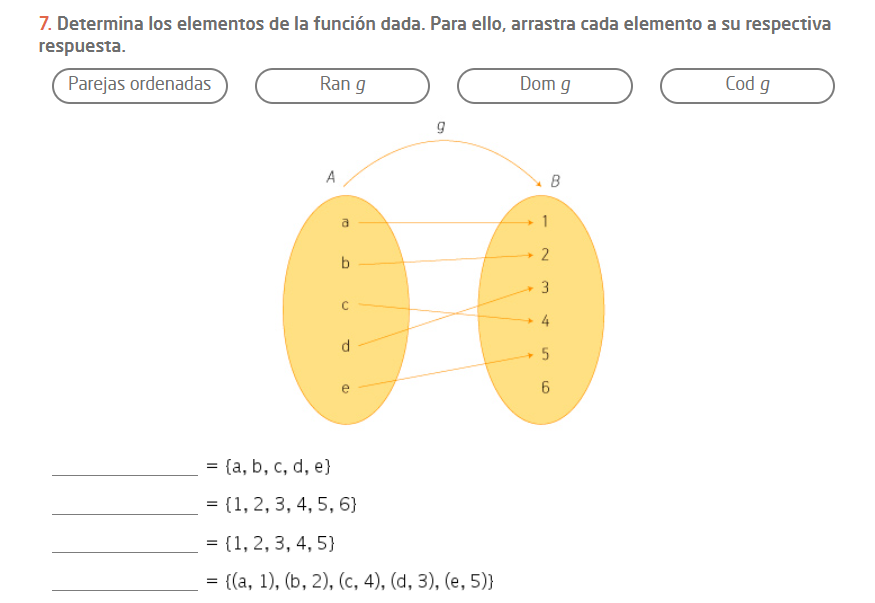 7. Determina los elementos de la función dada. Para ello, arrastra cada elemento a su respectiva
respuesta.
Parejas ordenadas
Ran g
Dom g
Cod g
g
A
B
a
b
c
d
e
1
2
3
4
5
6
= {a, b, c, d, e}
= {1, 2, 3, 4, 5, 6}
= {1, 2, 3, 4, 5}
= {(a, 1), (b, 2), (c, 4), (d, 3), (e, 5)}